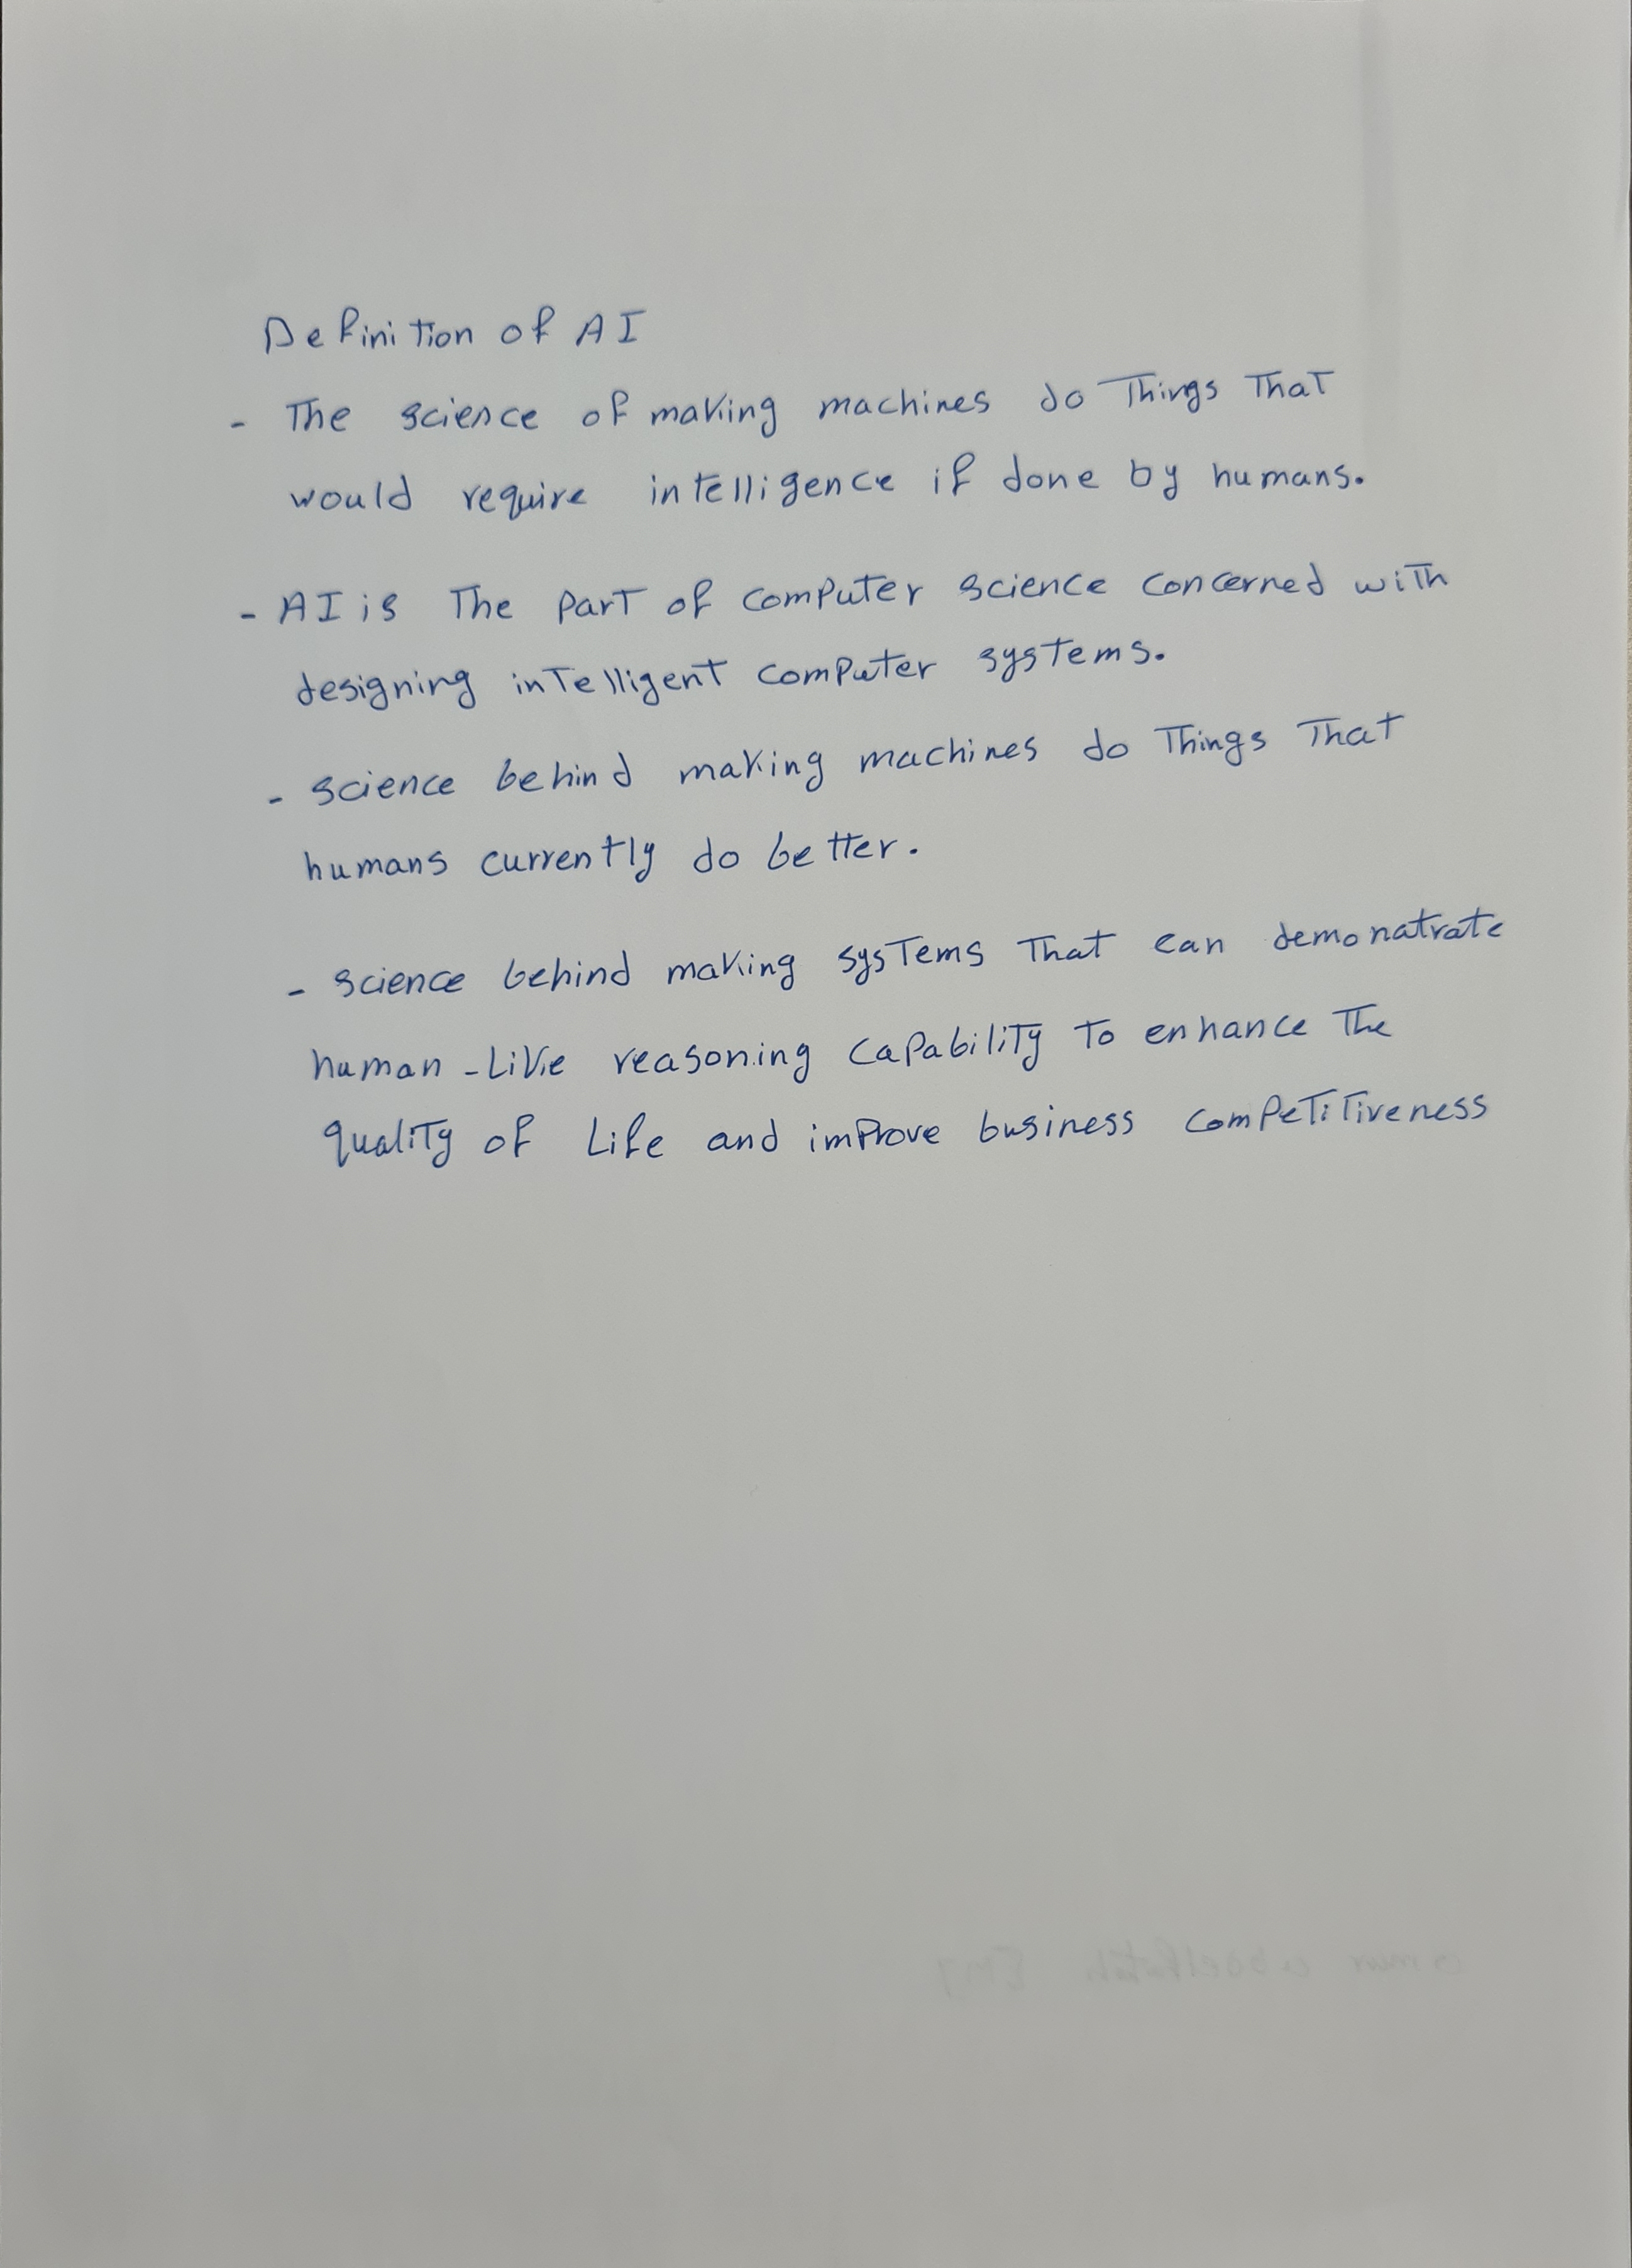 Definition of AI
- The science of making machines do Things That
would require intelligence if done by humans.
- AI is The part of computer science concerned with
designing intelligent computer systems.
- science behind making machines do Things That
humans currently do better.
- science behind making systems That can demonatrate
human-Like reasoning capability To enhance The
quality of Life and improve business competitiveness